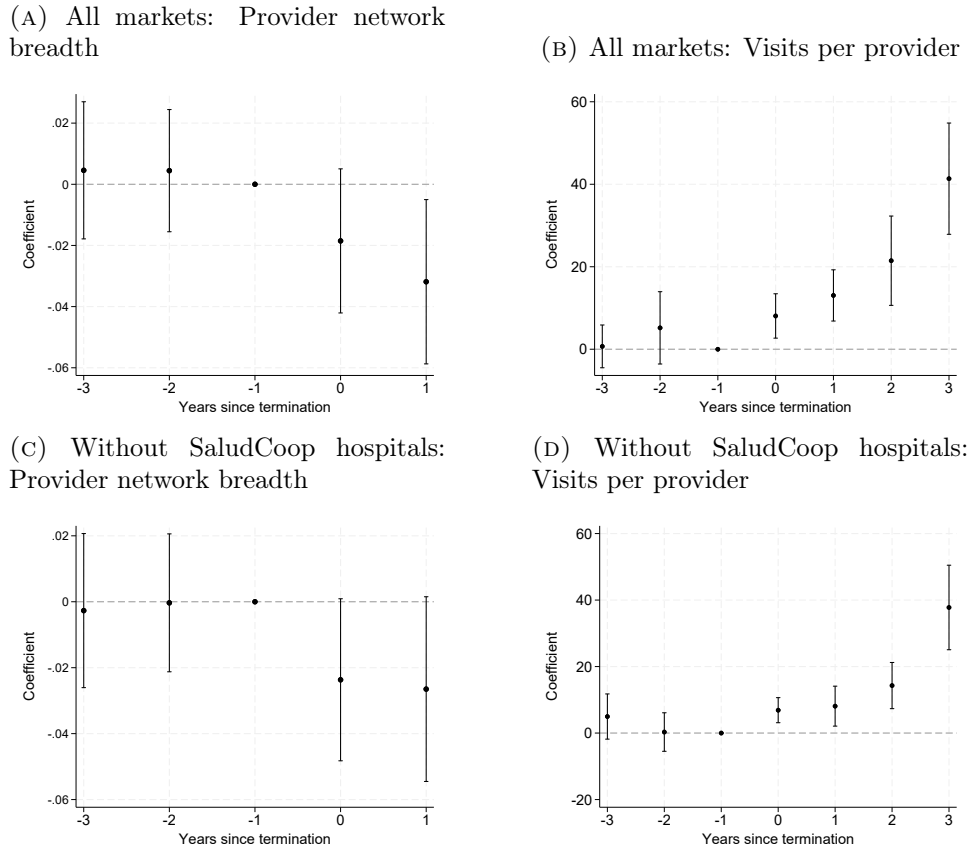 (A) All markets: Provider network
breadth
.02
0
-.02
-.04
-.06
Coefficient
-3 -2 -1 0 1
Years since termination
(B) All markets: Visits per provider
60
40
20
0
Coefficient
-3 -2 -1 0 1 2 3
Years since termination
(C) Without SaludCoop hospitals:
Provider network breadth
.02
0
-.02
-.04
-.06
Coefficient
-3 -2 -1 0 1
Years since termination
(D) Without SaludCoop hospitals:
Visits per provider
60
40
20
0
-20
Coefficient
-3 -2 -1 0 1 2 3
Years since termination